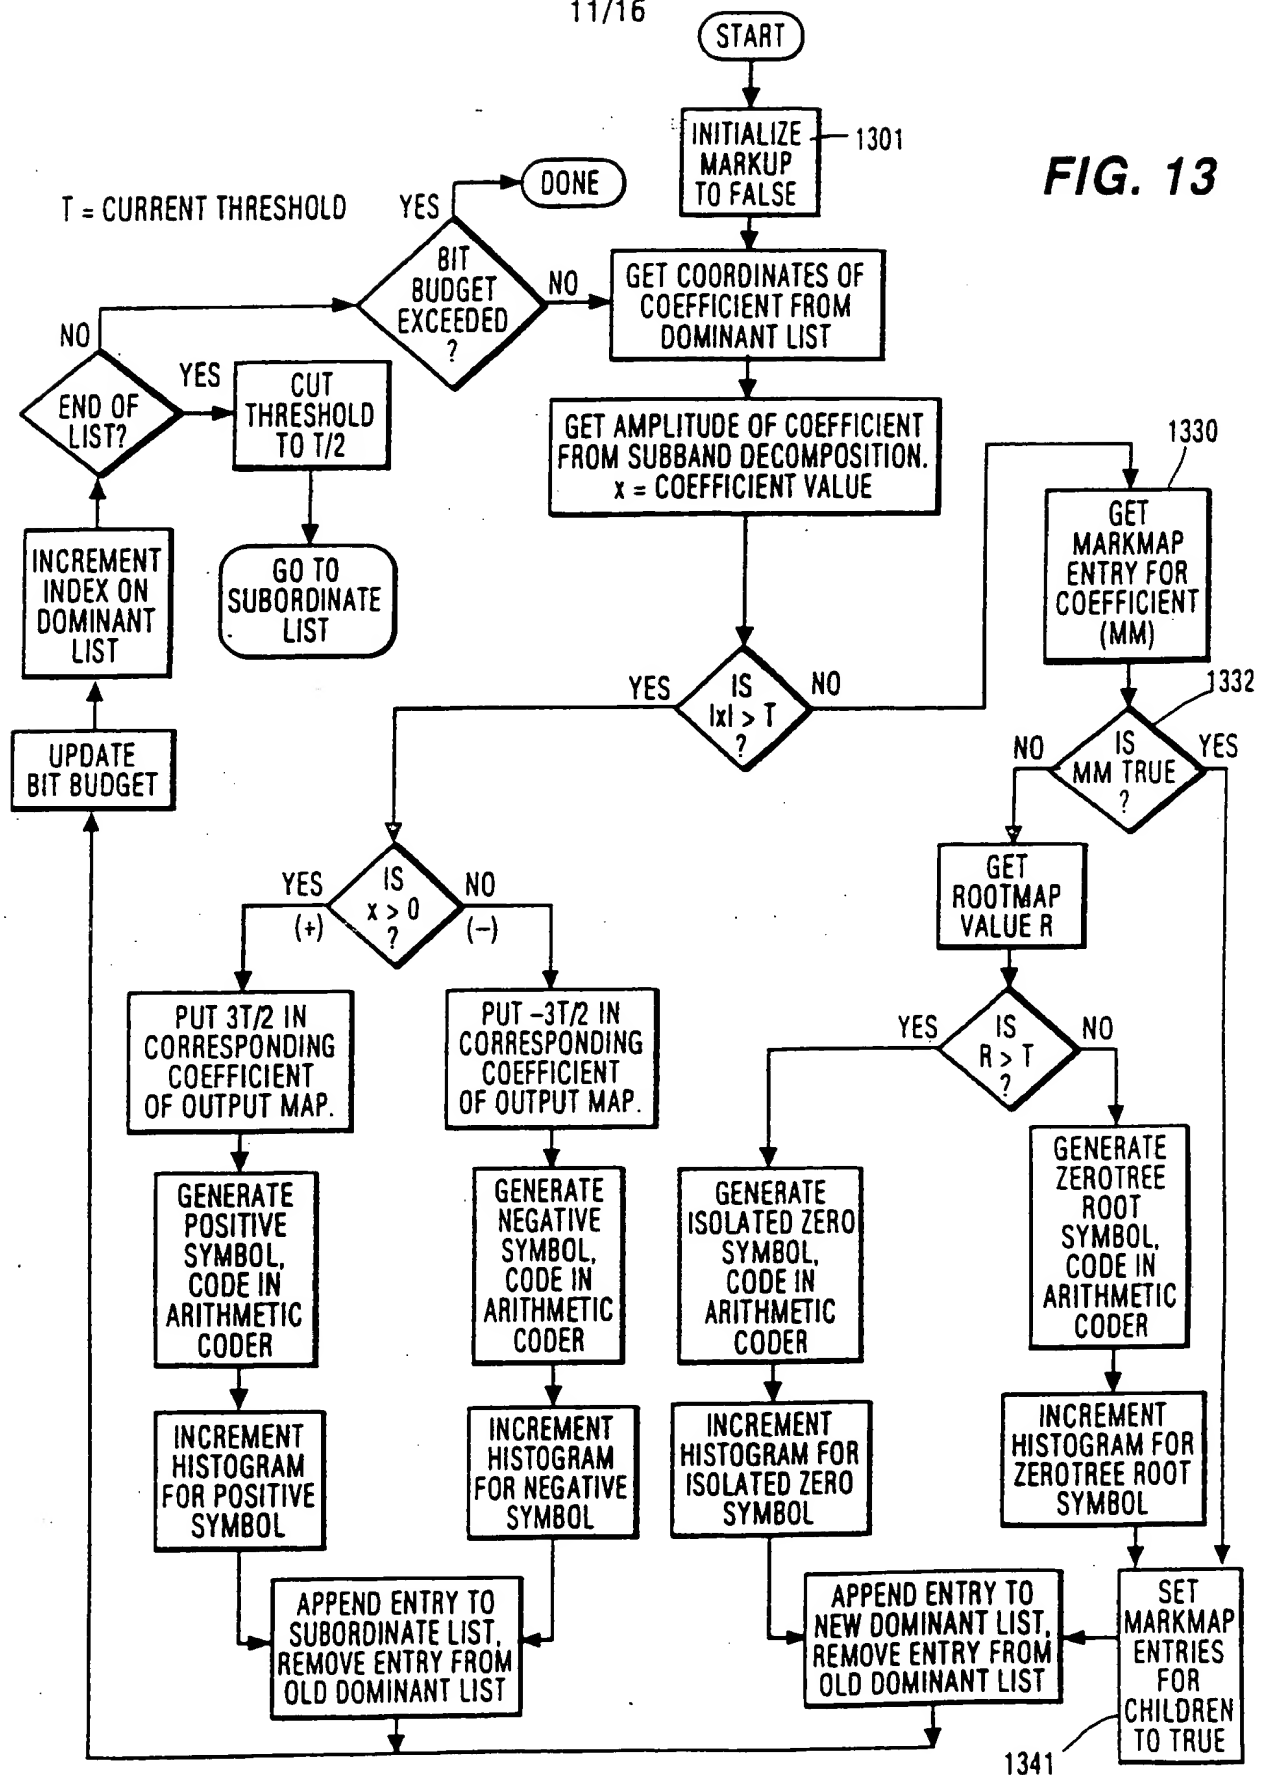 11/16
START
INITIALIZE
MARKUP
TO FALSE
1301
FIG. 13
T = CURRENT THRESHOLD
YES
DONE
BIT
BUDGET
EXCEEDED
?
NO
GET COORDINATES OF
COEFFICIENT FROM
DOMINANT LIST
NO
END OF
LIST?
YES
CUT
THRESHOLD
TO T/2
GET AMPLITUDE OF COEFFICIENT
FROM SUBBAND DECOMPOSITION.
x = COEFFICIENT VALUE
1330
GET
MARKMAP
ENTRY FOR
COEFFICIENT
(MM)
INCREMENT
INDEX ON
DOMINANT
LIST
GO TO
SUBORDINATE
LIST
YES
IS
|x| > T
?
NO
1332
NO
IS
MM TRUE
?
YES
UPDATE
BIT BUDGET
GET
ROOTMAP
VALUE R
YES
(+)
IS
x > 0
?
NO
(−)
YES
IS
R > T
?
NO
PUT 3T/2 IN
CORRESPONDING
COEFFICIENT
OF OUTPUT MAP.
PUT −3T/2 IN
CORRESPONDING
COEFFICIENT
OF OUTPUT MAP.
GENERATE
POSITIVE
SYMBOL,
CODE IN
ARITHMETIC
CODER
GENERATE
NEGATIVE
SYMBOL,
CODE IN
ARITHMETIC
CODER
GENERATE
ISOLATED ZERO
SYMBOL,
CODE IN
ARITHMETIC
CODER
GENERATE
ZEROTREE
ROOT
SYMBOL,
CODE IN
ARITHMETIC
CODER
INCREMENT
HISTOGRAM
FOR POSITIVE
SYMBOL
INCREMENT
HISTOGRAM
FOR NEGATIVE
SYMBOL
INCREMENT
HISTOGRAM FOR
ISOLATED ZERO
SYMBOL
INCREMENT
HISTOGRAM FOR
ZEROTREE ROOT
SYMBOL
APPEND ENTRY TO
SUBORDINATE LIST,
REMOVE ENTRY FROM
OLD DOMINANT LIST
APPEND ENTRY TO
NEW DOMINANT LIST,
REMOVE ENTRY FROM
OLD DOMINANT LIST
SET
MARKMAP
ENTRIES
FOR
CHILDREN
TO TRUE
1341